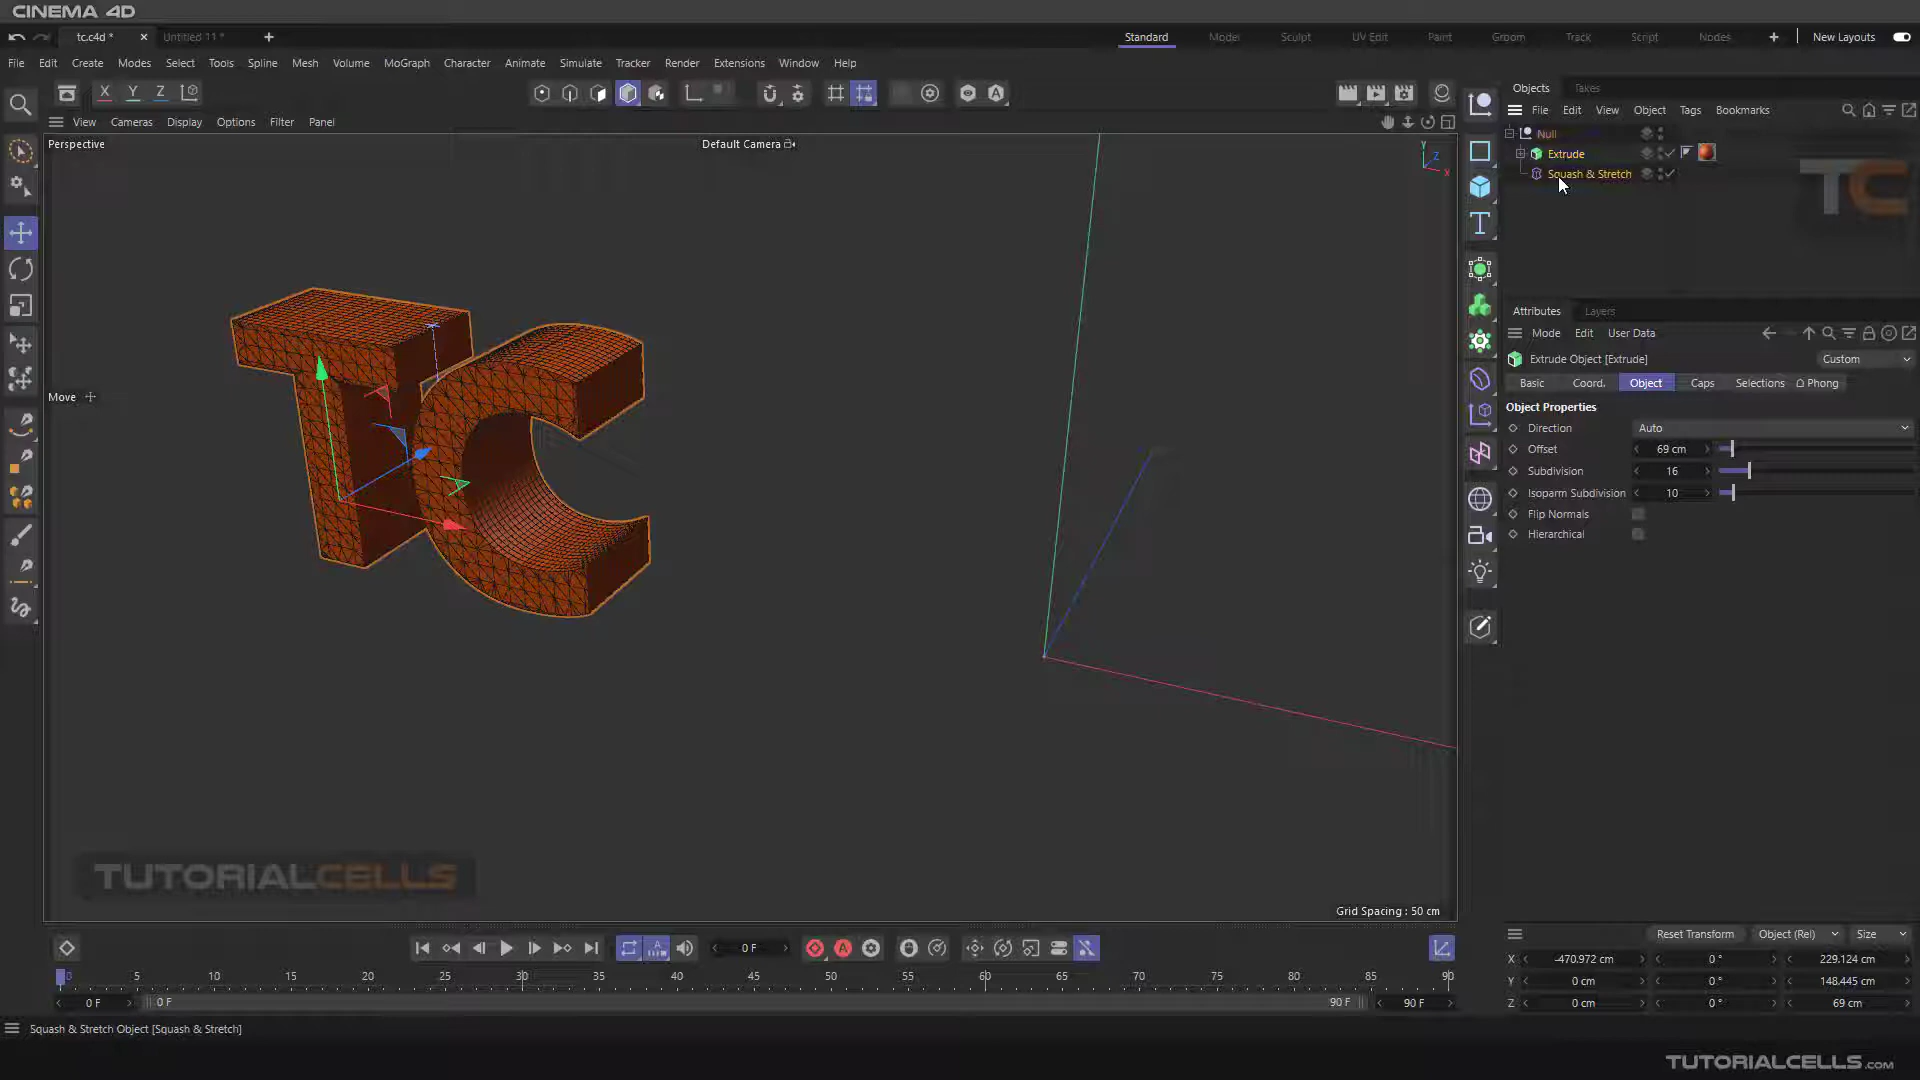 CINEMA 4D
tc.c4d *
Untitled 11 *
Standard Model Sculpt UV Edit Paint Groom Track Script Nodes New Layouts
File Edit Create Modes Select Tools Spline Mesh Volume MoGraph Character Animate Simulate Tracker Render Extensions Window Help
X Y Z
View Cameras Display Options Filter Panel
Perspective
Default Camera
Y
Z
X
Move
TUTORIALCELLS
Grid Spacing : 50 cm
Objects Takes
File Edit View Object Tags Bookmarks
Null
Extrude
Squash & Stretch
TC
Attributes Layers
Mode Edit User Data
Extrude Object [Extrude] Custom
Basic Coord. Object Caps Selections Phong
Object Properties
Direction Auto
Offset 69 cm
Subdivision 16
Isoparm Subdivision 10
Flip Normals
Hierarchical
0 F
0 5 10 15 20 25 30 35 40 45 50 55 60 65 70 75 80 85 90
0 F 0 F 90 F 90 F
Reset Transform Object (Rel) Size
X -470.972 cm 0 ° 229.124 cm
Y 0 cm 0 ° 148.445 cm
Z 0 cm 0 ° 69 cm
Squash & Stretch Object [Squash & Stretch]
TUTORIALCELLS.com